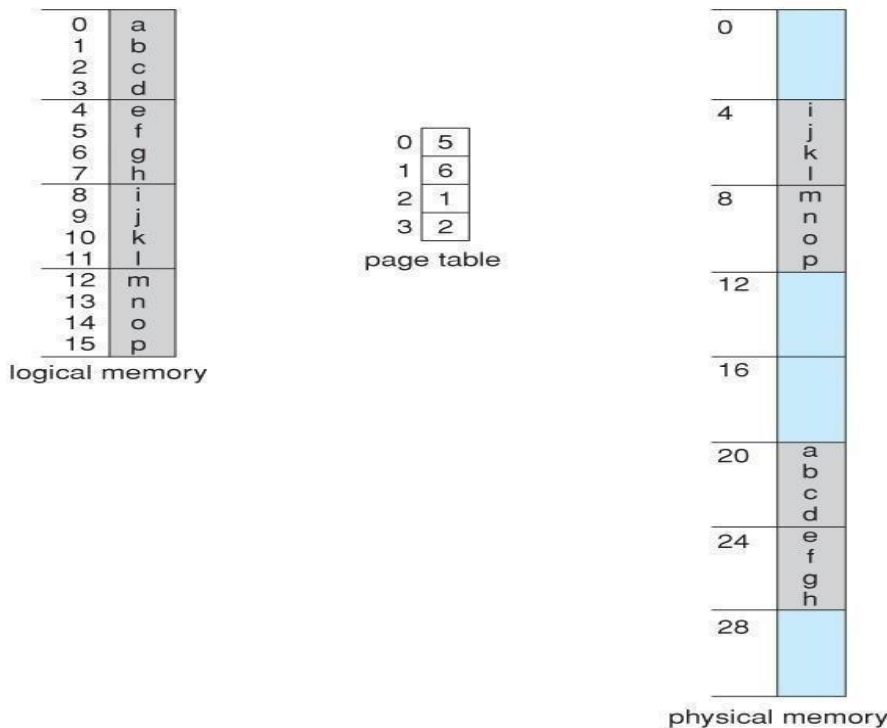 0 a
1 b
2 c
3 d
4 e
5 f
6 g
7 h
8 i
9 j
10 k
11 l
12 m
13 n
14 o
15 p
logical memory
0 5
1 6
2 1
3 2
page table
0
4 i
j
k
l
8 m
n
o
p
12
16
20 a
b
c
d
24 e
f
g
h
28
physical memory